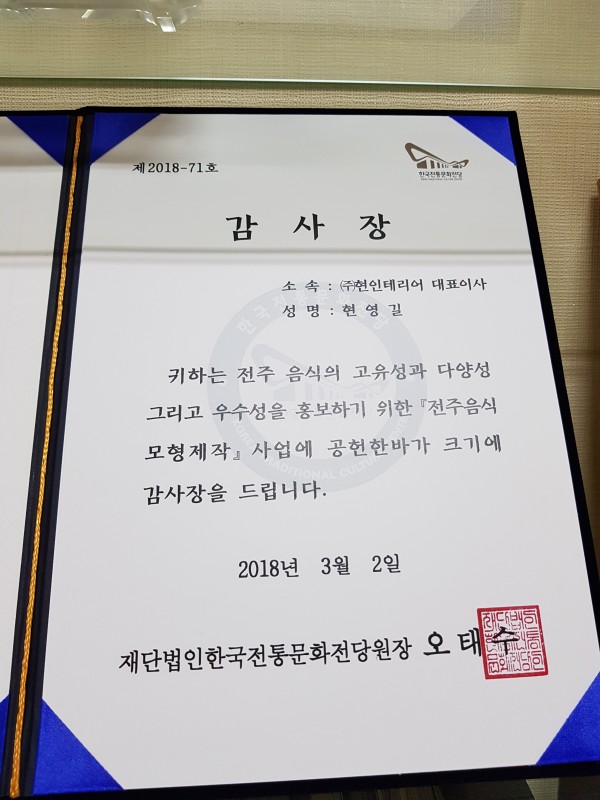 제2018-71호
한국전통문화전당
감 사 장
소 속 : ㈜현인테리어 대표이사
성 명 : 현 영 길
키하는 전주 음식의 고유성과 다양성
그리고 우수성을 홍보하기 위한『전주음식
모형제작』사업에 공헌한바가 크기에
감사장을 드립니다.
2018년 3월 2일
재단법인한국전통문화전당원장 오 태 수